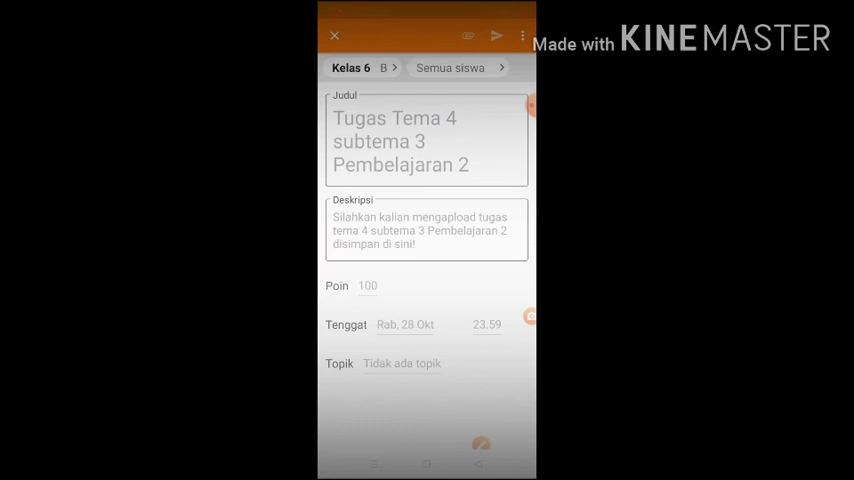 Made with KINEMASTER
Kelas 6 B
Semua siswa
Judul
Tugas Tema 4
subtema 3
Pembelajaran 2
Deskripsi
Silahkan kalian mengapload tugas
tema 4 subtema 3 Pembelajaran 2
disimpan di sini!
Poin 100
Tenggat Rab, 28 Okt 23.59
Topik Tidak ada topik